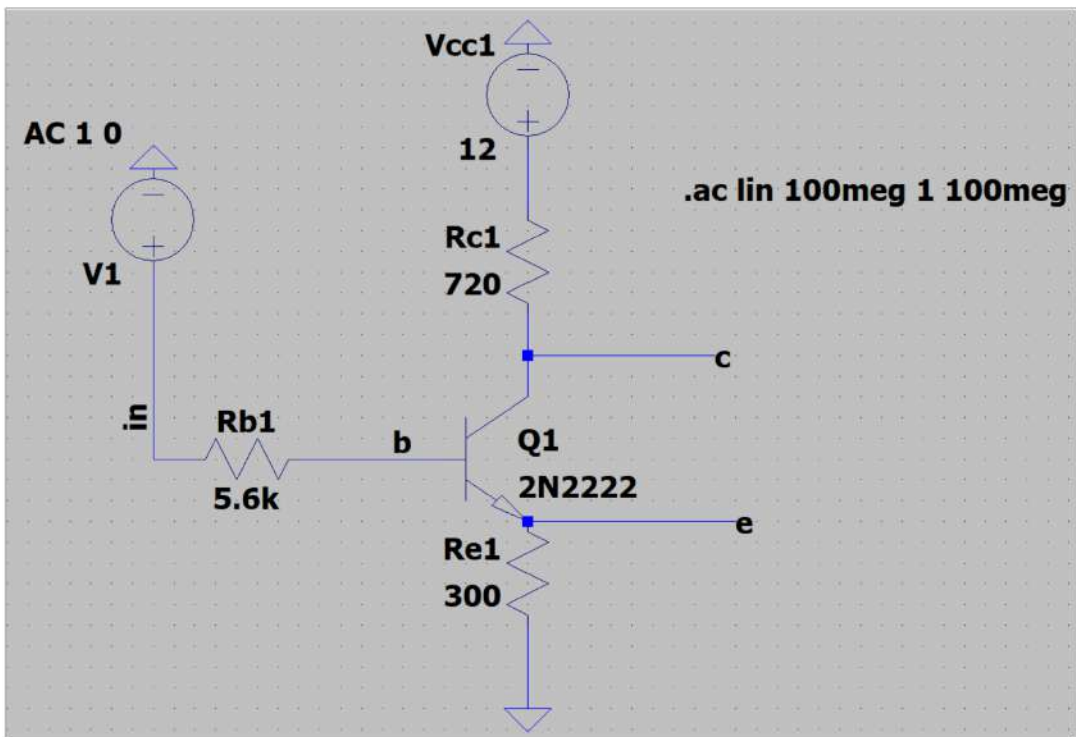 Vcc1
AC 1 0
12
.ac lin 100meg 1 100meg
V1
Rc1
720
c
in
Rb1
b
Q1
5.6k
2N2222
e
Re1
300